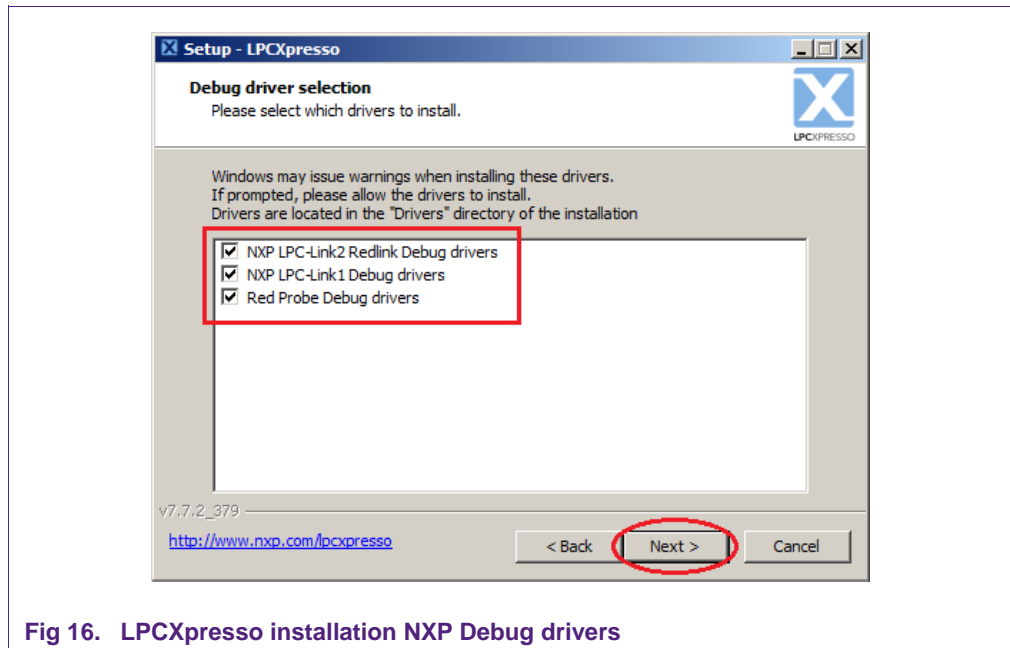 Setup - LPCXpresso
Debug driver selection
Please select which drivers to install.
LPCXPRESSO
Windows may issue warnings when installing these drivers.
If prompted, please allow the drivers to install.
Drivers are located in the "Drivers" directory of the installation
NXP LPC-Link2 Redlink Debug drivers
NXP LPC-Link1 Debug drivers
Red Probe Debug drivers
v7.7.2_379
http://www.nxp.com/lpcxpresso
< Back Next > Cancel
Fig 16. LPCXpresso installation NXP Debug drivers